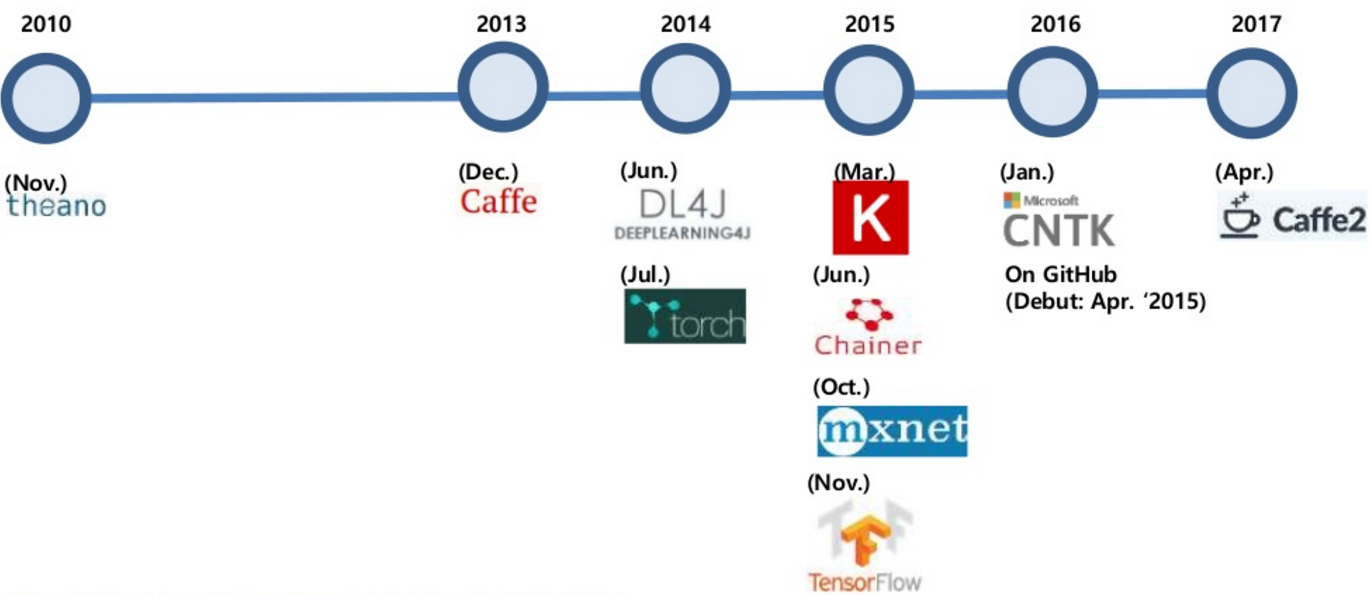 2010
2013
2014
2015
2016
2017
(Nov.)
theano
(Dec.)
Caffe
(Jun.)
DL4J
DEEPLEARNING4J
(Jul.)
torch
(Mar.)
K
(Jun.)
Chainer
(Oct.)
mxnet
(Nov.)
TF
TensorFlow
(Jan.)
Microsoft
CNTK
On GitHub
(Debut: Apr. ‘2015)
(Apr.)
Caffe2